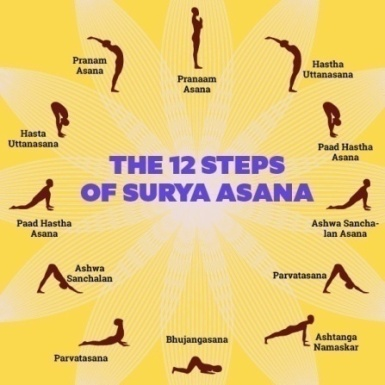 Pranam
Asana
Pranaam
Asana
Hastha
Uttanasana
Hasta
Uttanasana
Paad Hastha
Asana
THE 12 STEPS
OF SURYA ASANA
Paad Hastha
Asana
Ashwa Sancha-
lan Asana
Ashwa
Sanchalan
Parvatasana
Parvatasana
Bhujangasana
Ashtanga
Namaskar